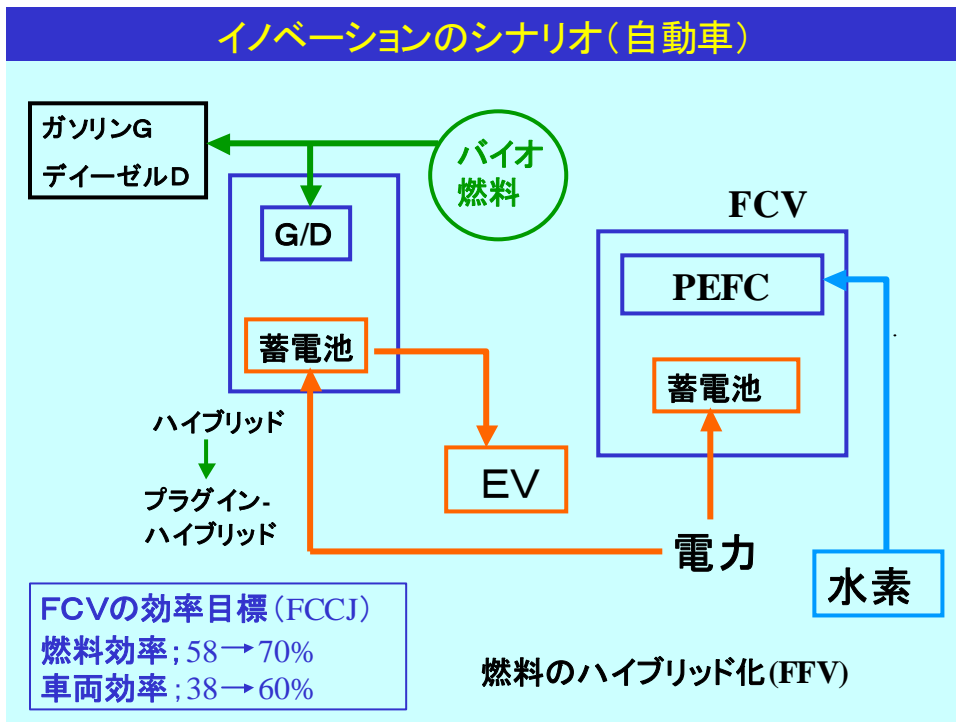 イノベーションのシナリオ(自動車)
ガソリンG
デイーゼルD
バイオ
燃料
G/D
蓄電池
ハイブリッド
プラグイン-
ハイブリッド
EV
FCV
PEFC
蓄電池
電力
水素
FCVの効率目標(FCCJ)
燃料効率;58→70%
車両効率;38→60%
燃料のハイブリッド化(FFV)